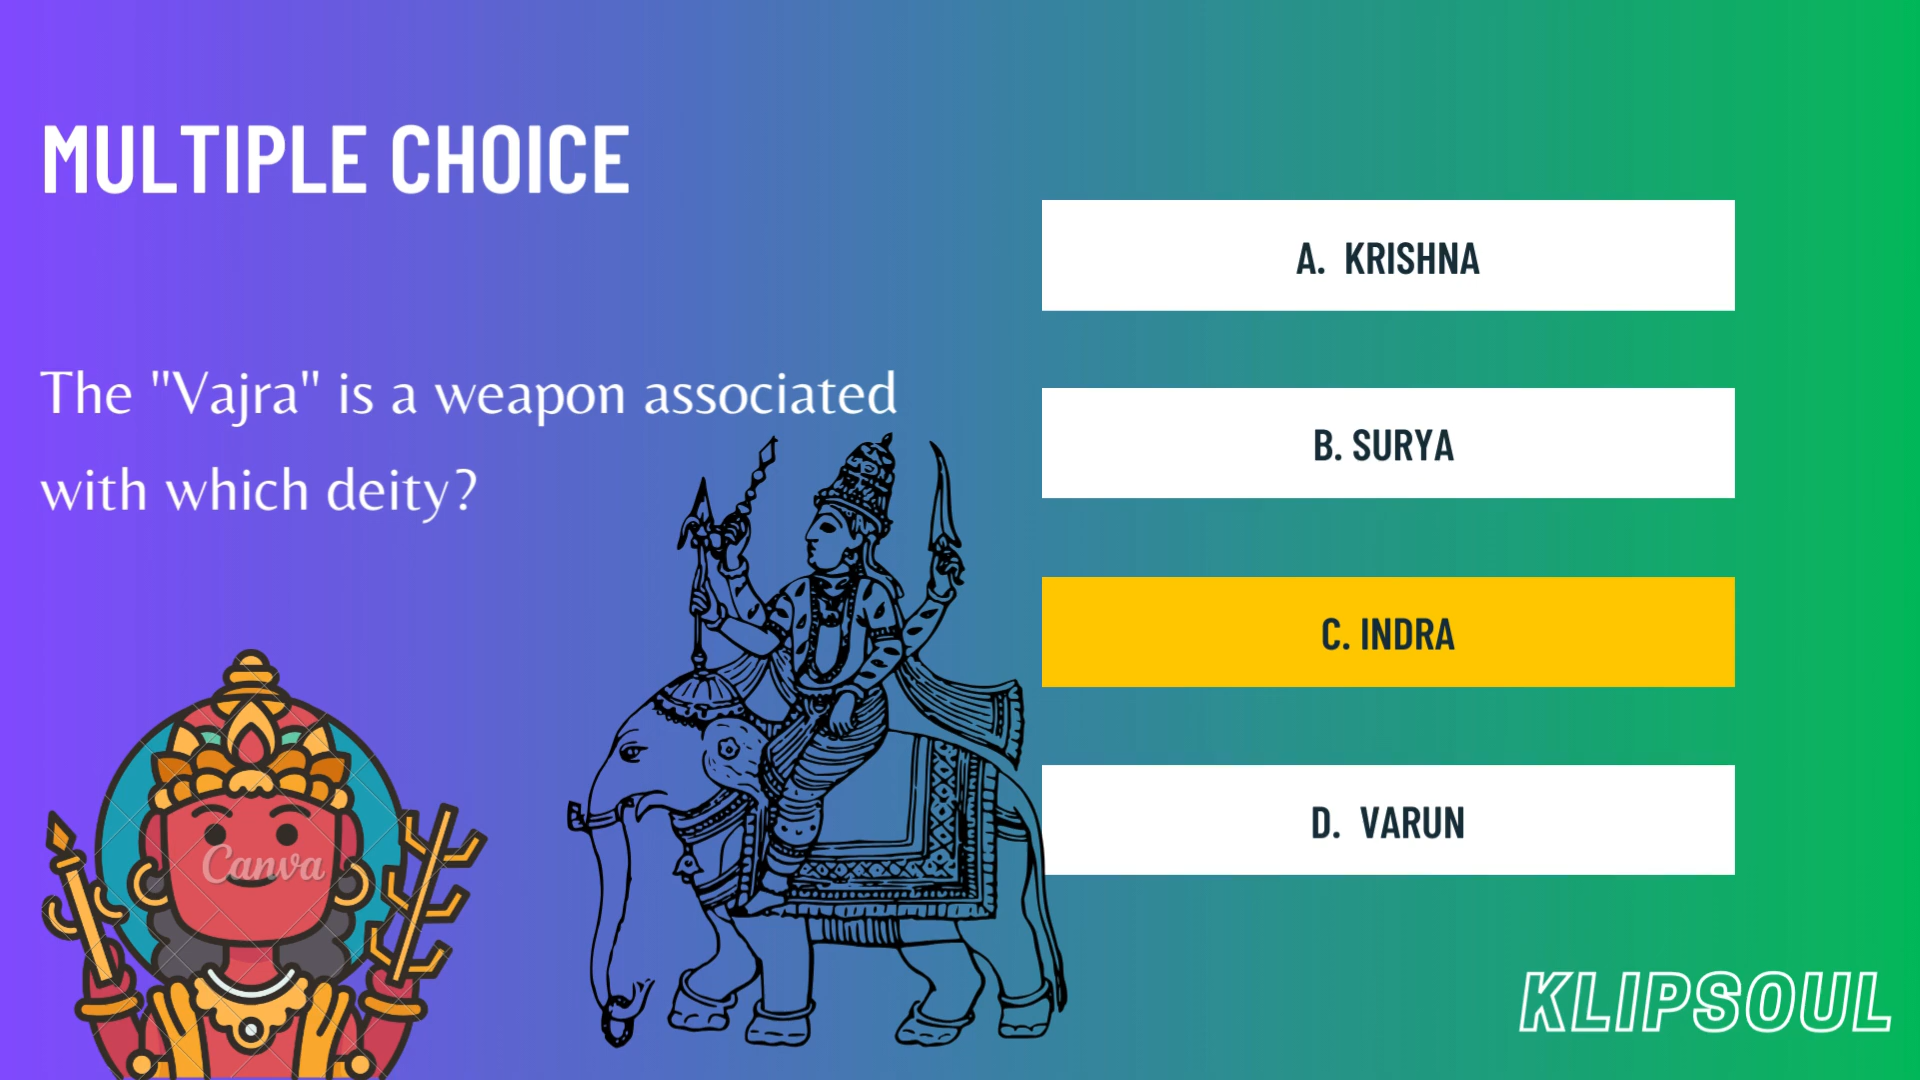 MULTIPLE CHOICE
The "Vajra" is a weapon associated
with which deity?
A. KRISHNA
B. SURYA
C. INDRA
D. VARUN
Canva
KLIPSOUL